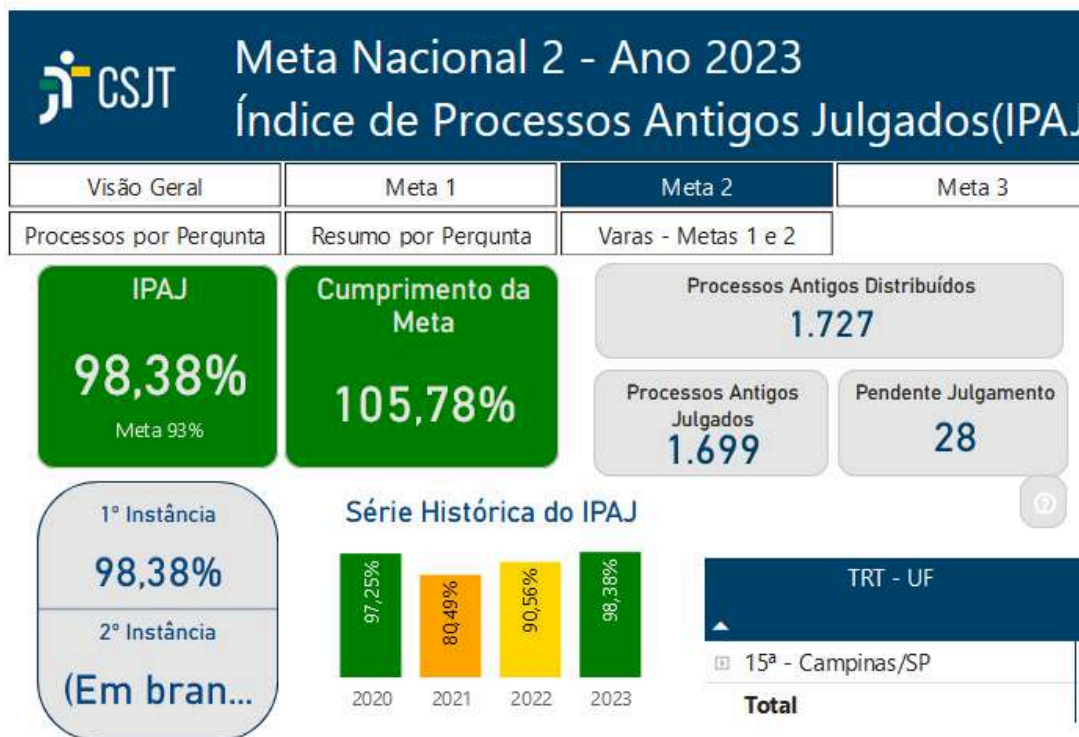 CSJT
Meta Nacional 2 - Ano 2023
Índice de Processos Antigos Julgados(IPAJ
Visão Geral
Meta 1
Meta 2
Meta 3
Processos por Pergunta
Resumo por Pergunta
Varas - Metas 1 e 2
IPAJ
98,38%
Meta 93%
Cumprimento da
Meta
105,78%
Processos Antigos Distribuídos
1.727
Processos Antigos
Julgados
1.699
Pendente Julgamento
28
1° Instância
98,38%
2° Instância
(Em bran...
Série Histórica do IPAJ
97,25%
80,49%
90,56%
98,38%
2020
2021
2022
2023
TRT - UF
15ª - Campinas/SP
Total